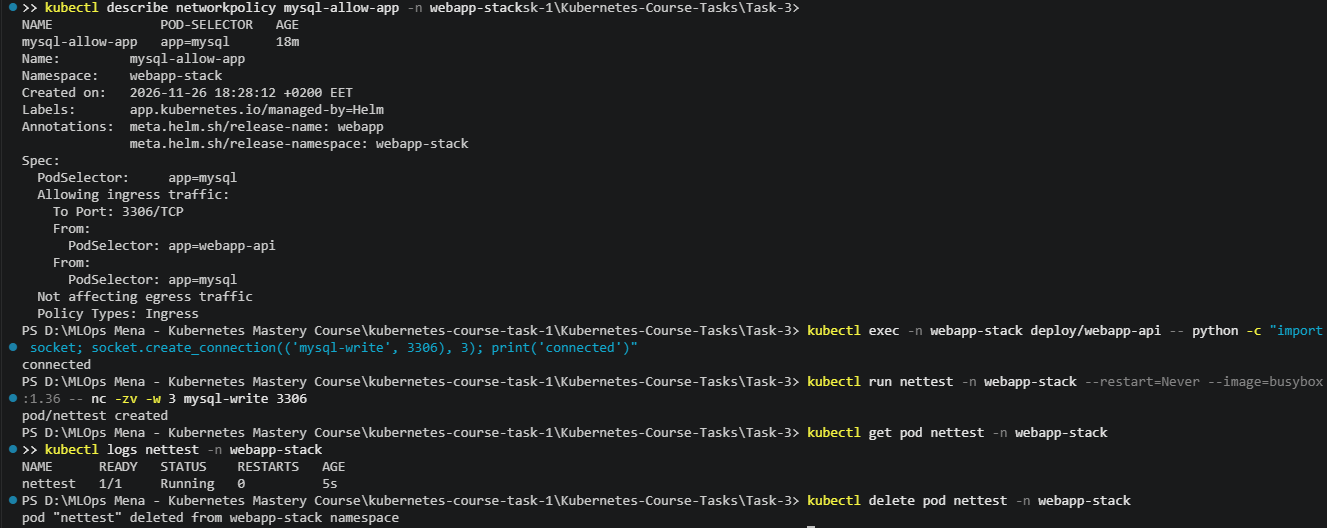 >> kubectl describe networkpolicy mysql-allow-app -n webapp-stacksk-1\Kubernetes-Course-Tasks\Task-3>
NAME              POD-SELECTOR   AGE
mysql-allow-app   app=mysql      18m
Name:         mysql-allow-app
Namespace:    webapp-stack
Created on:   2026-11-26 18:28:12 +0200 EET
Labels:       app.kubernetes.io/managed-by=Helm
Annotations:  meta.helm.sh/release-name: webapp
              meta.helm.sh/release-namespace: webapp-stack
Spec:
  PodSelector:     app=mysql
  Allowing ingress traffic:
    To Port: 3306/TCP
    From:
      PodSelector: app=webapp-api
    From:
      PodSelector: app=mysql
  Not affecting egress traffic
  Policy Types: Ingress
PS D:\MLOps Mena - Kubernetes Mastery Course\kubernetes-course-task-1\Kubernetes-Course-Tasks\Task-3> kubectl exec -n webapp-stack deploy/webapp-api -- python -c "import
 socket; socket.create_connection(('mysql-write', 3306), 3); print('connected')"
connected
PS D:\MLOps Mena - Kubernetes Mastery Course\kubernetes-course-task-1\Kubernetes-Course-Tasks\Task-3> kubectl run nettest -n webapp-stack --restart=Never --image=busybox
:1.36 -- nc -zv -w 3 mysql-write 3306
pod/nettest created
PS D:\MLOps Mena - Kubernetes Mastery Course\kubernetes-course-task-1\Kubernetes-Course-Tasks\Task-3> kubectl get pod nettest -n webapp-stack
>> kubectl logs nettest -n webapp-stack
NAME      READY   STATUS    RESTARTS   AGE
nettest   1/1     Running   0          5s
PS D:\MLOps Mena - Kubernetes Mastery Course\kubernetes-course-task-1\Kubernetes-Course-Tasks\Task-3> kubectl delete pod nettest -n webapp-stack
pod "nettest" deleted from webapp-stack namespace